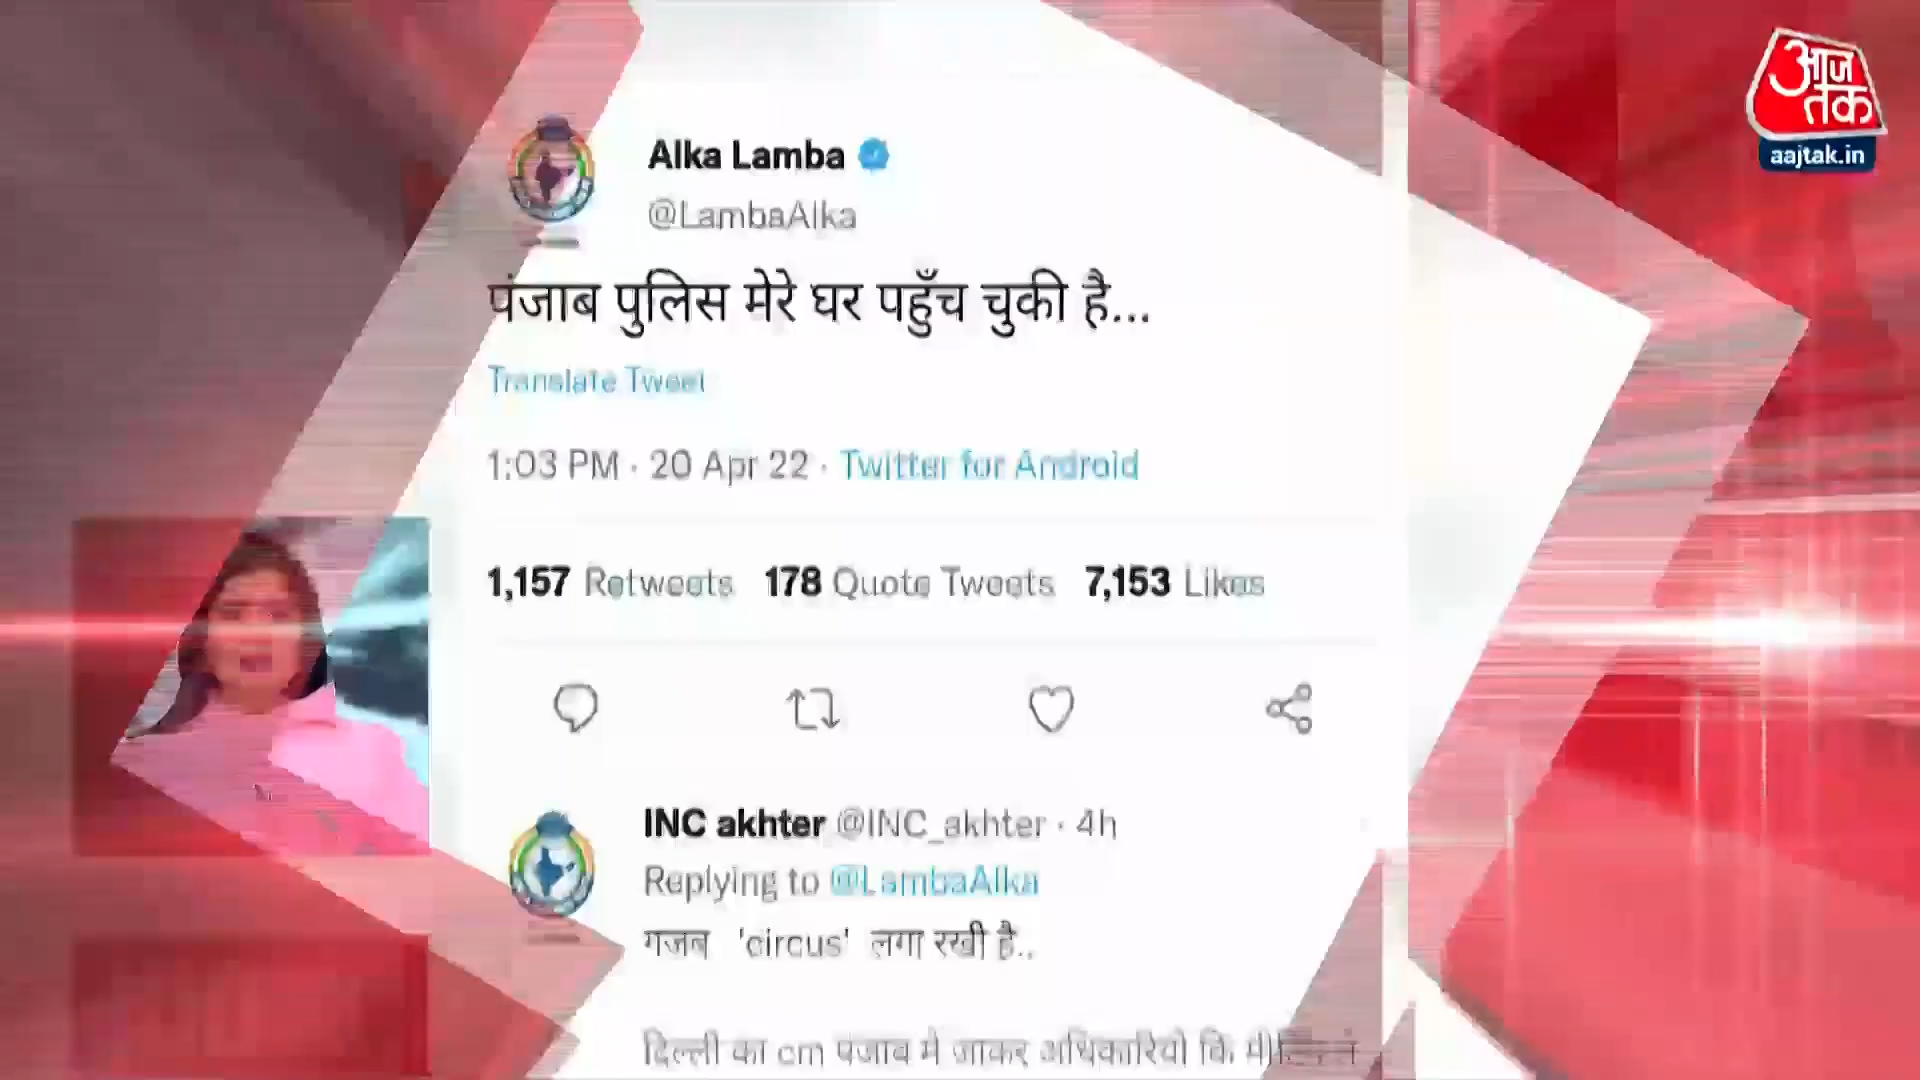 आज
तक
aajtak.in
Alka Lamba
@LambaAlka
पंजाब पुलिस मेरे घर पहुँच चुकी है...
Translate Tweet
1:03 PM · 20 Apr 22 · Twitter for Android
1,157 Retweets 178 Quote Tweets 7,153 Likes
INC akhter @INC_akhter · 4h
Replying to @LambaAlka
गजब 'circus' लगा रखी है..
दिल्ली का cm पंजाब मे जाकर अधिकारियो कि